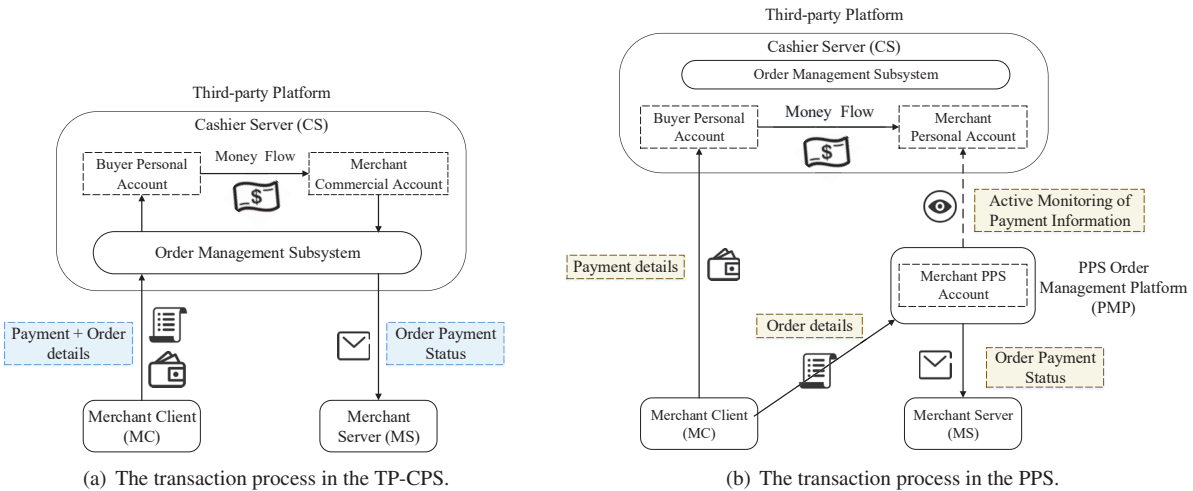 Third-party Platform
Cashier Server (CS)
Buyer Personal
Account
Money Flow
$
Merchant
Commercial Account
Order Management Subsystem
Payment + Order
details
Order Payment
Status
Merchant Client
(MC)
Merchant
Server (MS)
(a) The transaction process in the TP-CPS.
Third-party Platform
Cashier Server (CS)
Order Management Subsystem
Buyer Personal
Account
Money Flow
$
Merchant
Personal Account
Active Monitoring of
Payment Information
Payment details
Merchant PPS
Account
PPS Order
Management Platform
(PMP)
Order details
Order Payment
Status
Merchant Client
(MC)
Merchant Server
(MS)
(b) The transaction process in the PPS.